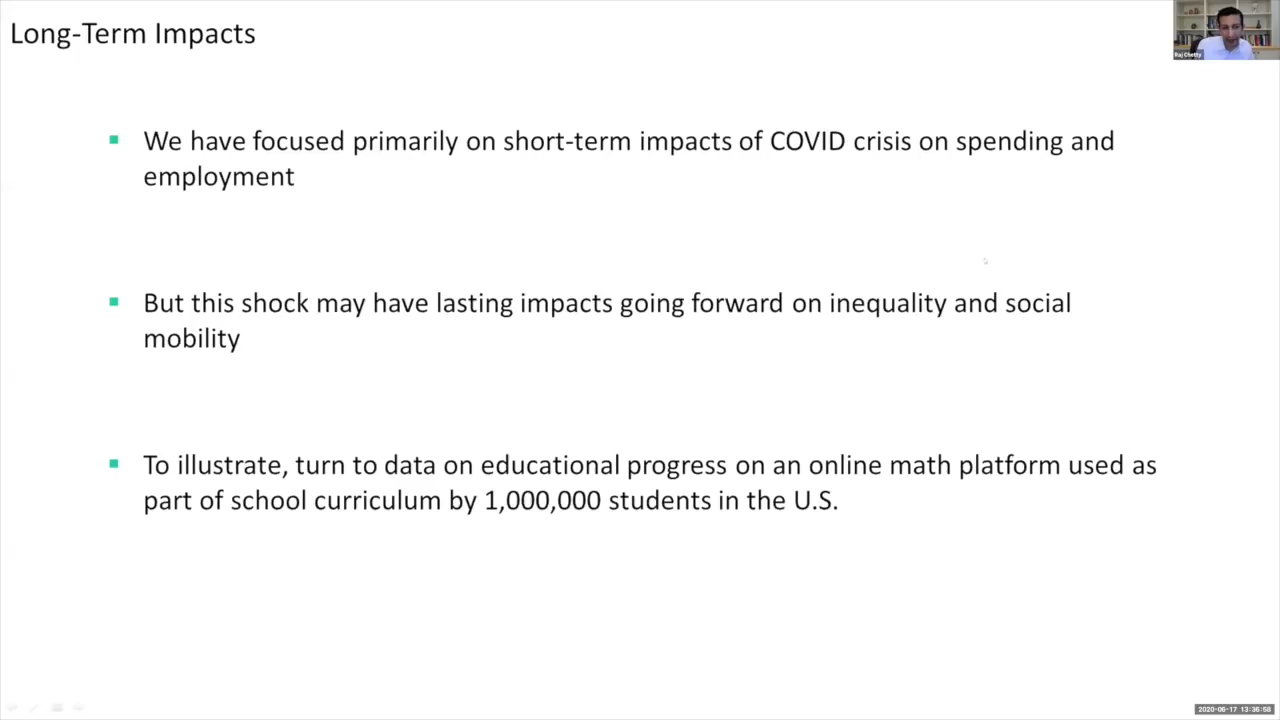 Long-Term Impacts
Raj Chetty
We have focused primarily on short-term impacts of COVID crisis on spending and
employment
But this shock may have lasting impacts going forward on inequality and social
mobility
To illustrate, turn to data on educational progress on an online math platform used as
part of school curriculum by 1,000,000 students in the U.S.
2020-06-17 13:36:58